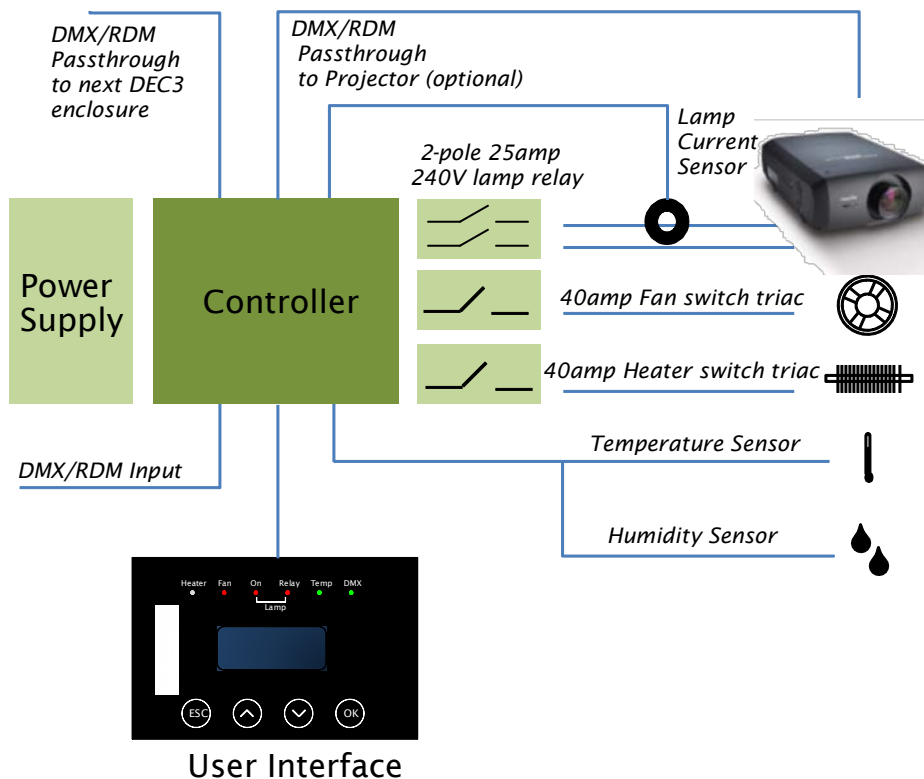 DMX/RDM
Passthrough
to next DEC3
enclosure
DMX/RDM
Passthrough
to Projector (optional)
Lamp
Current
Sensor
2-pole 25amp
240V lamp relay
Power
Supply
Controller
40amp Fan switch triac
40amp Heater switch triac
Temperature Sensor
DMX/RDM Input
Humidity Sensor
Heater Fan On Relay Temp DMX
Lamp
ESC OK
User Interface